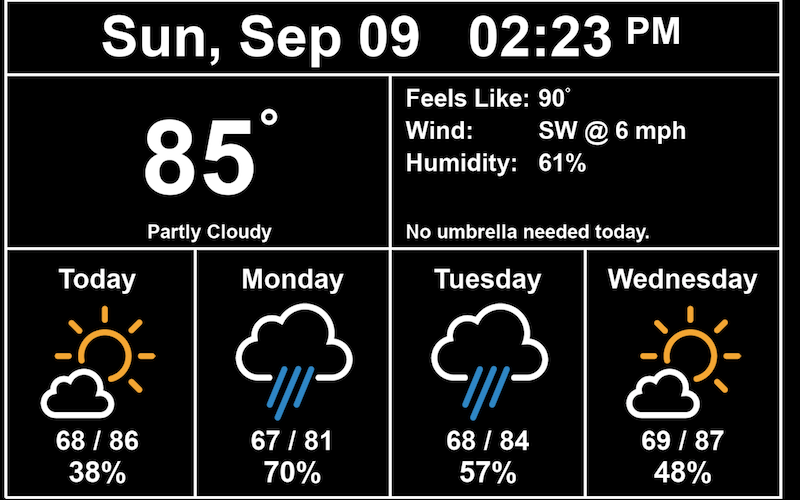 Sun, Sep 09 02:23 PM
85°
Partly Cloudy
Feels Like: 90°
Wind: SW @ 6 mph
Humidity: 61%
No umbrella needed today.
Today
68 / 86
38%
Monday
67 / 81
70%
Tuesday
68 / 84
57%
Wednesday
69 / 87
48%